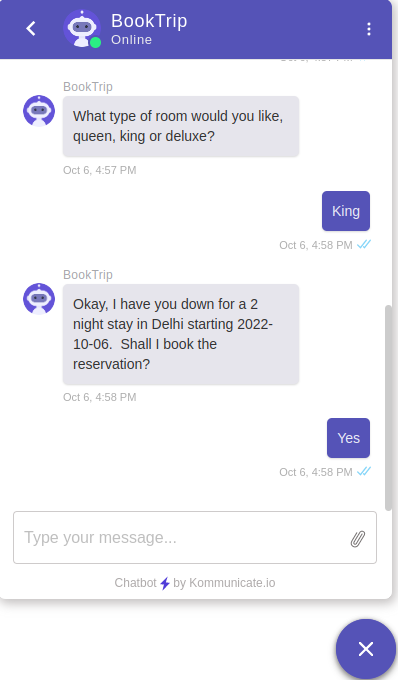 BookTrip
Online
BookTrip
What type of room would you like,
queen, king or deluxe?
Oct 6, 4:57 PM
King
Oct 6, 4:58 PM
BookTrip
Okay, I have you down for a 2
night stay in Delhi starting 2022-
10-06.  Shall I book the
reservation?
Oct 6, 4:58 PM
Yes
Oct 6, 4:58 PM
Type your message...
Chatbot by Kommunicate.io